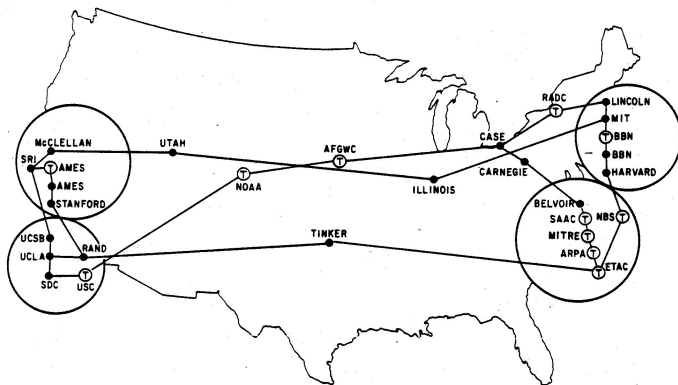 RADC
T
LINCOLN
MIT
T
BBN
BBN
HARVARD
McCLELLAN
UTAH
AFGWC
T
CASE
CARNEGIE
SRI
T
AMES
AMES
STANFORD
NOAA
T
ILLINOIS
BELVOIR
SAAC
T
NBS
T
MITRE
T
ARPA
T
ETAC
T
UCSB
UCLA
RAND
SDC
T
USC
TINKER